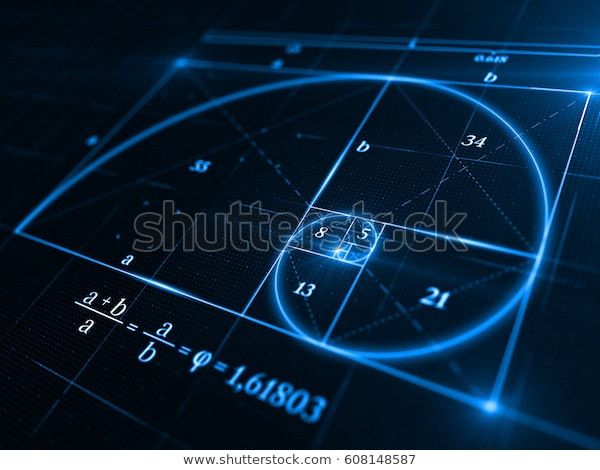 0.618
b
a
b
34
55
8 5
13
21
a
a + b
a
=
a
b
= φ = 1,61803
shutterstock
www.shutterstock.com · 608148587